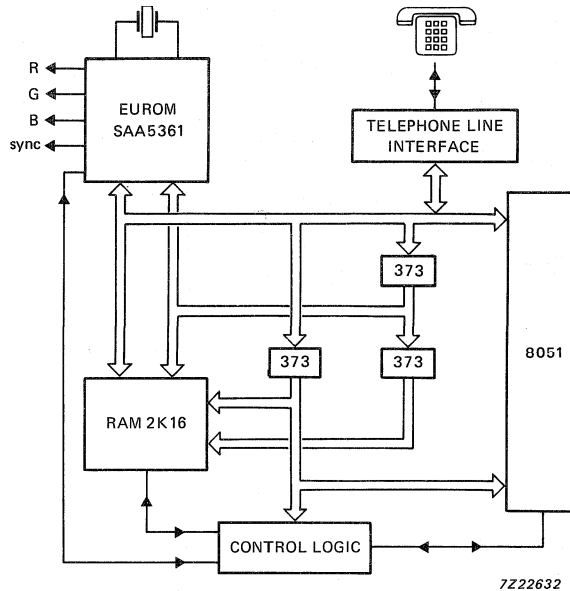 R
G
B
sync
EUROM
SAA5361
TELEPHONE LINE
INTERFACE
373
373
373
8051
RAM 2K16
CONTROL LOGIC
7Z22632